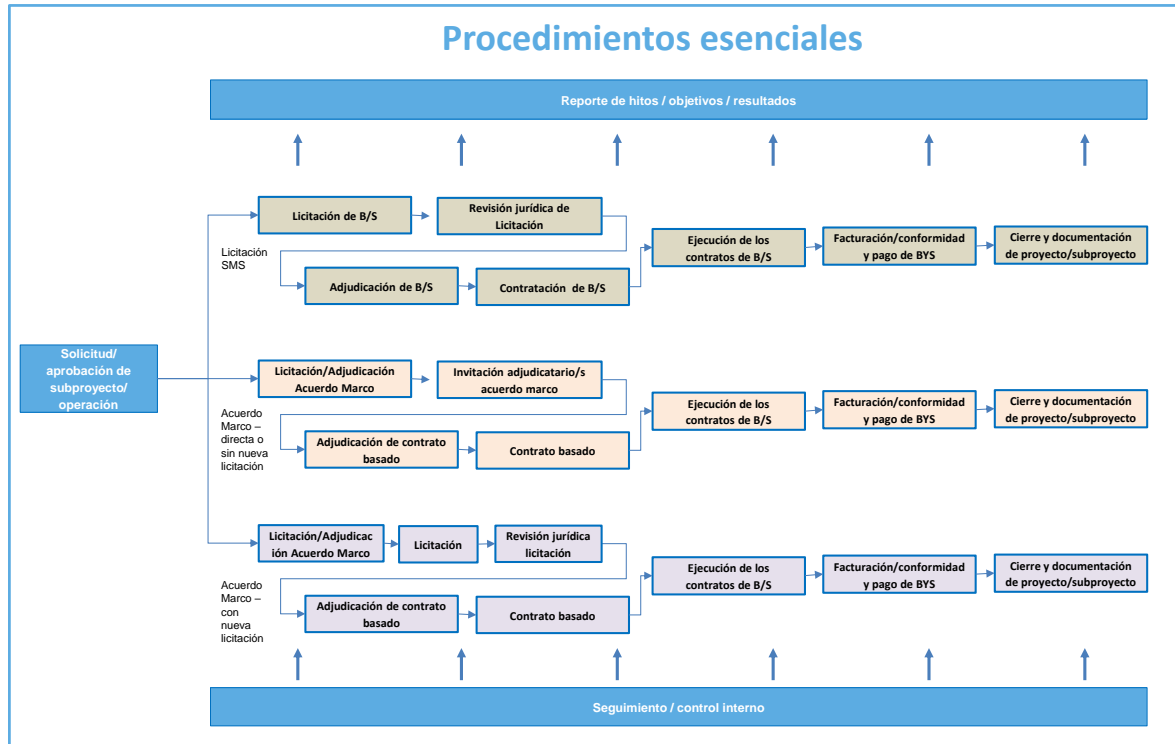 Procedimientos esenciales
Reporte de hitos / objetivos / resultados
Licitación de B/S
Revisión jurídica de
Licitación
Licitación
SMS
Adjudicación de B/S
Contratación de B/S
Ejecución de los
contratos de B/S
Facturación/conformidad
y pago de BYS
Cierre y documentación
de proyecto/subproyecto
Solicitud/
aprobación de
subproyecto/
operación
Licitación/Adjudicación
Acuerdo Marco
Invitación adjudicatario/s
acuerdo marco
Acuerdo
Marco –
directa o
sin nueva
licitación
Adjudicación de contrato
basado
Contrato basado
Ejecución de los
contratos de B/S
Facturación/conformidad
y pago de BYS
Cierre y documentación
de proyecto/subproyecto
Licitación/Adjudicac
ión Acuerdo Marco
Licitación
Revisión jurídica
licitación
Acuerdo
Marco –
con
nueva
licitación
Adjudicación de contrato
basado
Contrato basado
Ejecución de los
contratos de B/S
Facturación/conformidad
y pago de BYS
Cierre y documentación
de proyecto/subproyecto
Seguimiento / control interno